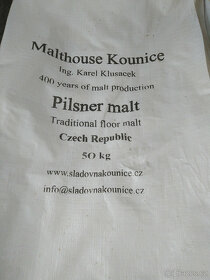 Malthouse Kounice
Ing. Karel Klusacek
400 years of malt production
Pilsner malt
Traditional floor malt
Czech Republic
50 kg
www.sladovnakounice.cz
info@sladovnakounice.cz